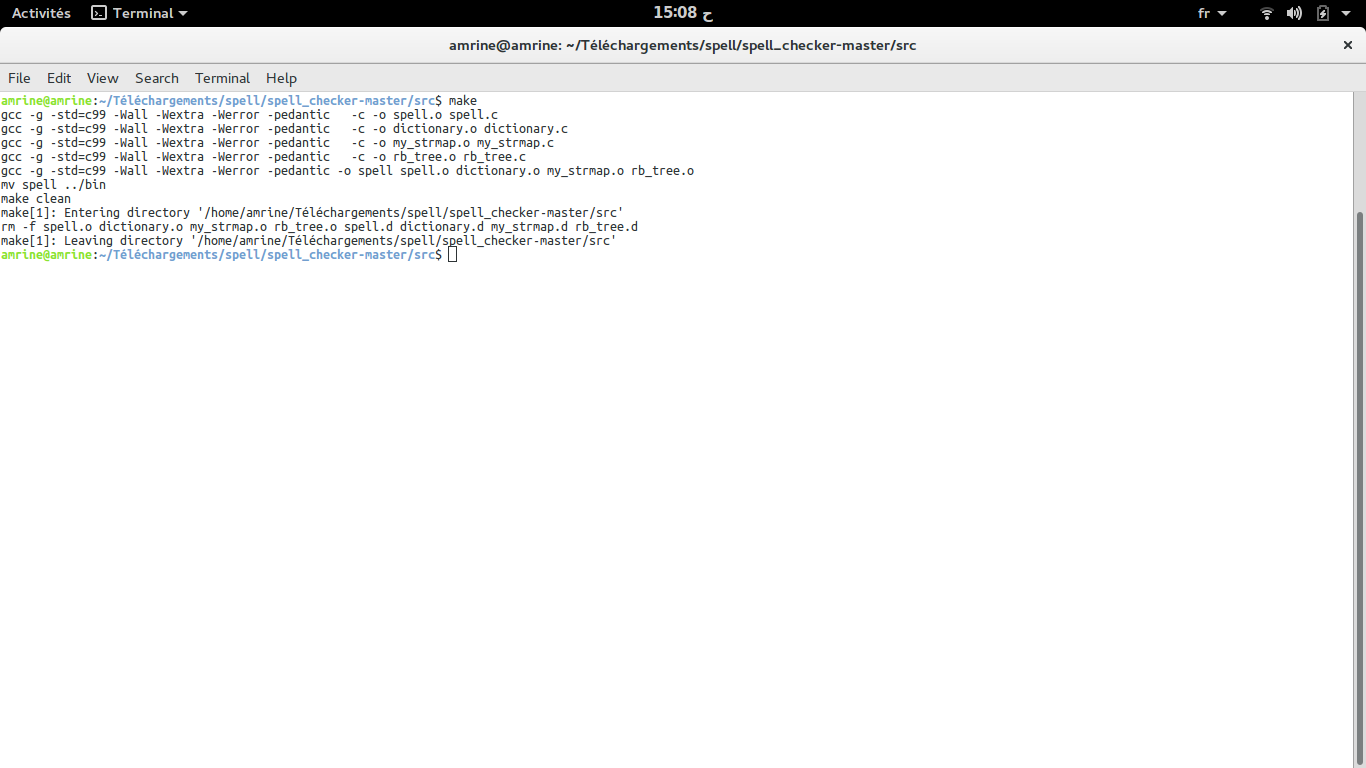 Activités Terminal 15:08 ح fr
amrine@amrine: ~/Téléchargements/spell/spell_checker-master/src ×
File Edit View Search Terminal Help
amrine@amrine:~/Téléchargements/spell/spell_checker-master/src$ make
gcc -g -std=c99 -Wall -Wextra -Werror -pedantic   -c -o spell.o spell.c
gcc -g -std=c99 -Wall -Wextra -Werror -pedantic   -c -o dictionary.o dictionary.c
gcc -g -std=c99 -Wall -Wextra -Werror -pedantic   -c -o my_strmap.o my_strmap.c
gcc -g -std=c99 -Wall -Wextra -Werror -pedantic   -c -o rb_tree.o rb_tree.c
gcc -g -std=c99 -Wall -Wextra -Werror -pedantic -o spell spell.o dictionary.o my_strmap.o rb_tree.o
mv spell ../bin
make clean
make[1]: Entering directory '/home/amrine/Téléchargements/spell/spell_checker-master/src'
rm -f spell.o dictionary.o my_strmap.o rb_tree.o spell.d dictionary.d my_strmap.d rb_tree.d
make[1]: Leaving directory '/home/amrine/Téléchargements/spell/spell_checker-master/src'
amrine@amrine:~/Téléchargements/spell/spell_checker-master/src$